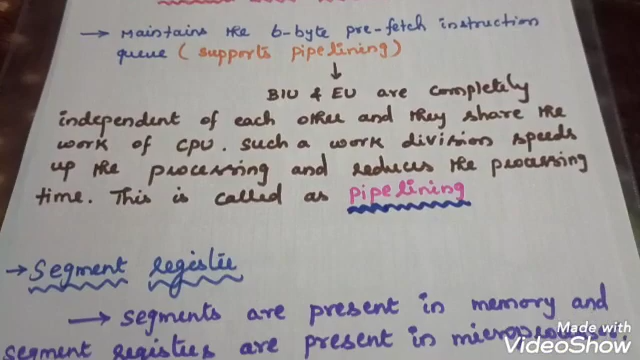 → Maintains the 6-byte pre-fetch instruction
queue (supports pipelining)
↓
BIU & EU are completely
independent of each other and they share the
work of CPU. Such a work division speeds
up the processing and reduces the processing
time. This is called as pipelining
→ Segment register
→ segments are present in memory and
segment registers are present in
Made with
VideoShow